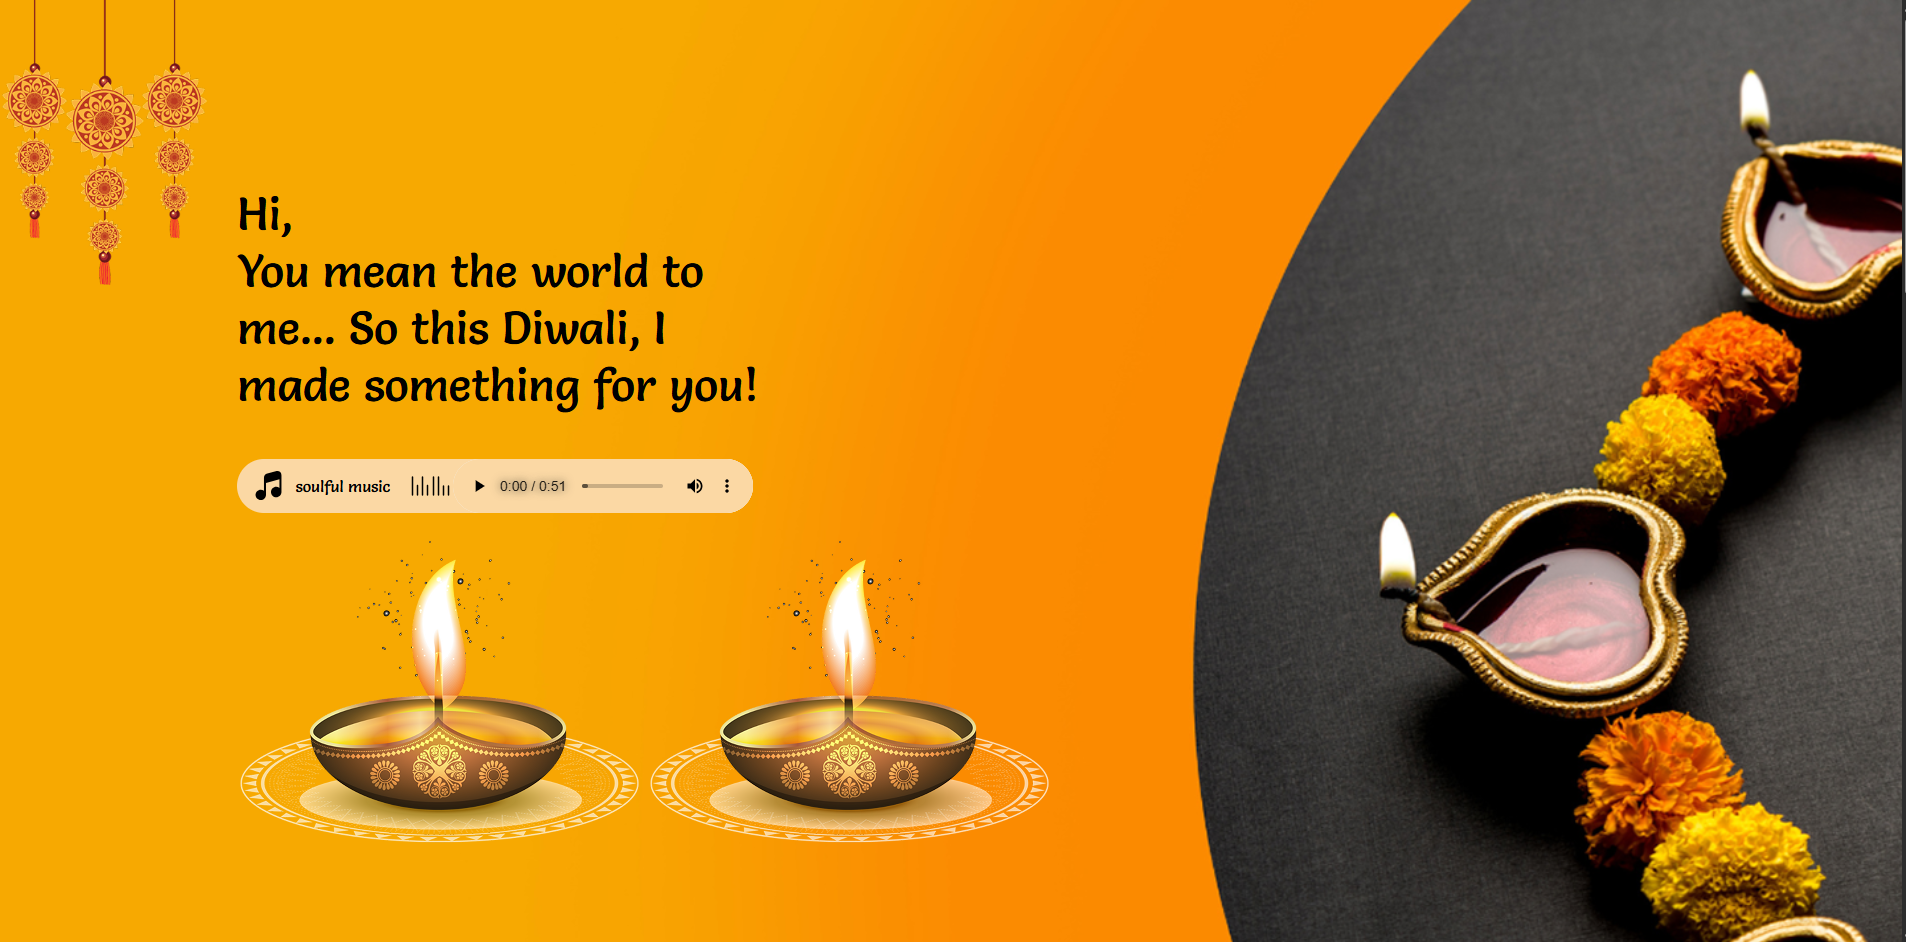 Hi,
You mean the world to
me... So this Diwali, I
made something for you!
soulful music 0:00 / 0:51